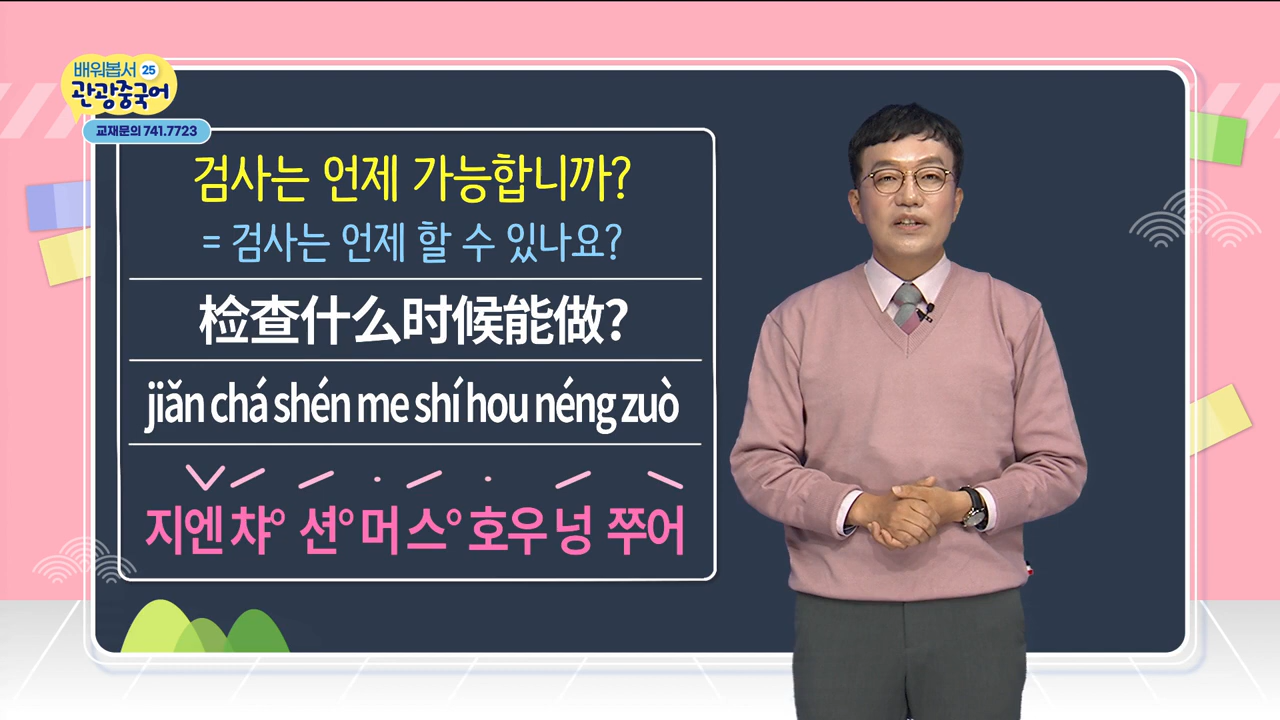 배워봅서 25
관광중국어
교재문의 741.7723
검사는 언제 가능합니까?
= 검사는 언제 할 수 있나요?
检查什么时候能做?
jiǎn chá shén me shí hou néng zuò
지엔 챠° 션° 머 스° 호우 넝 쭈어